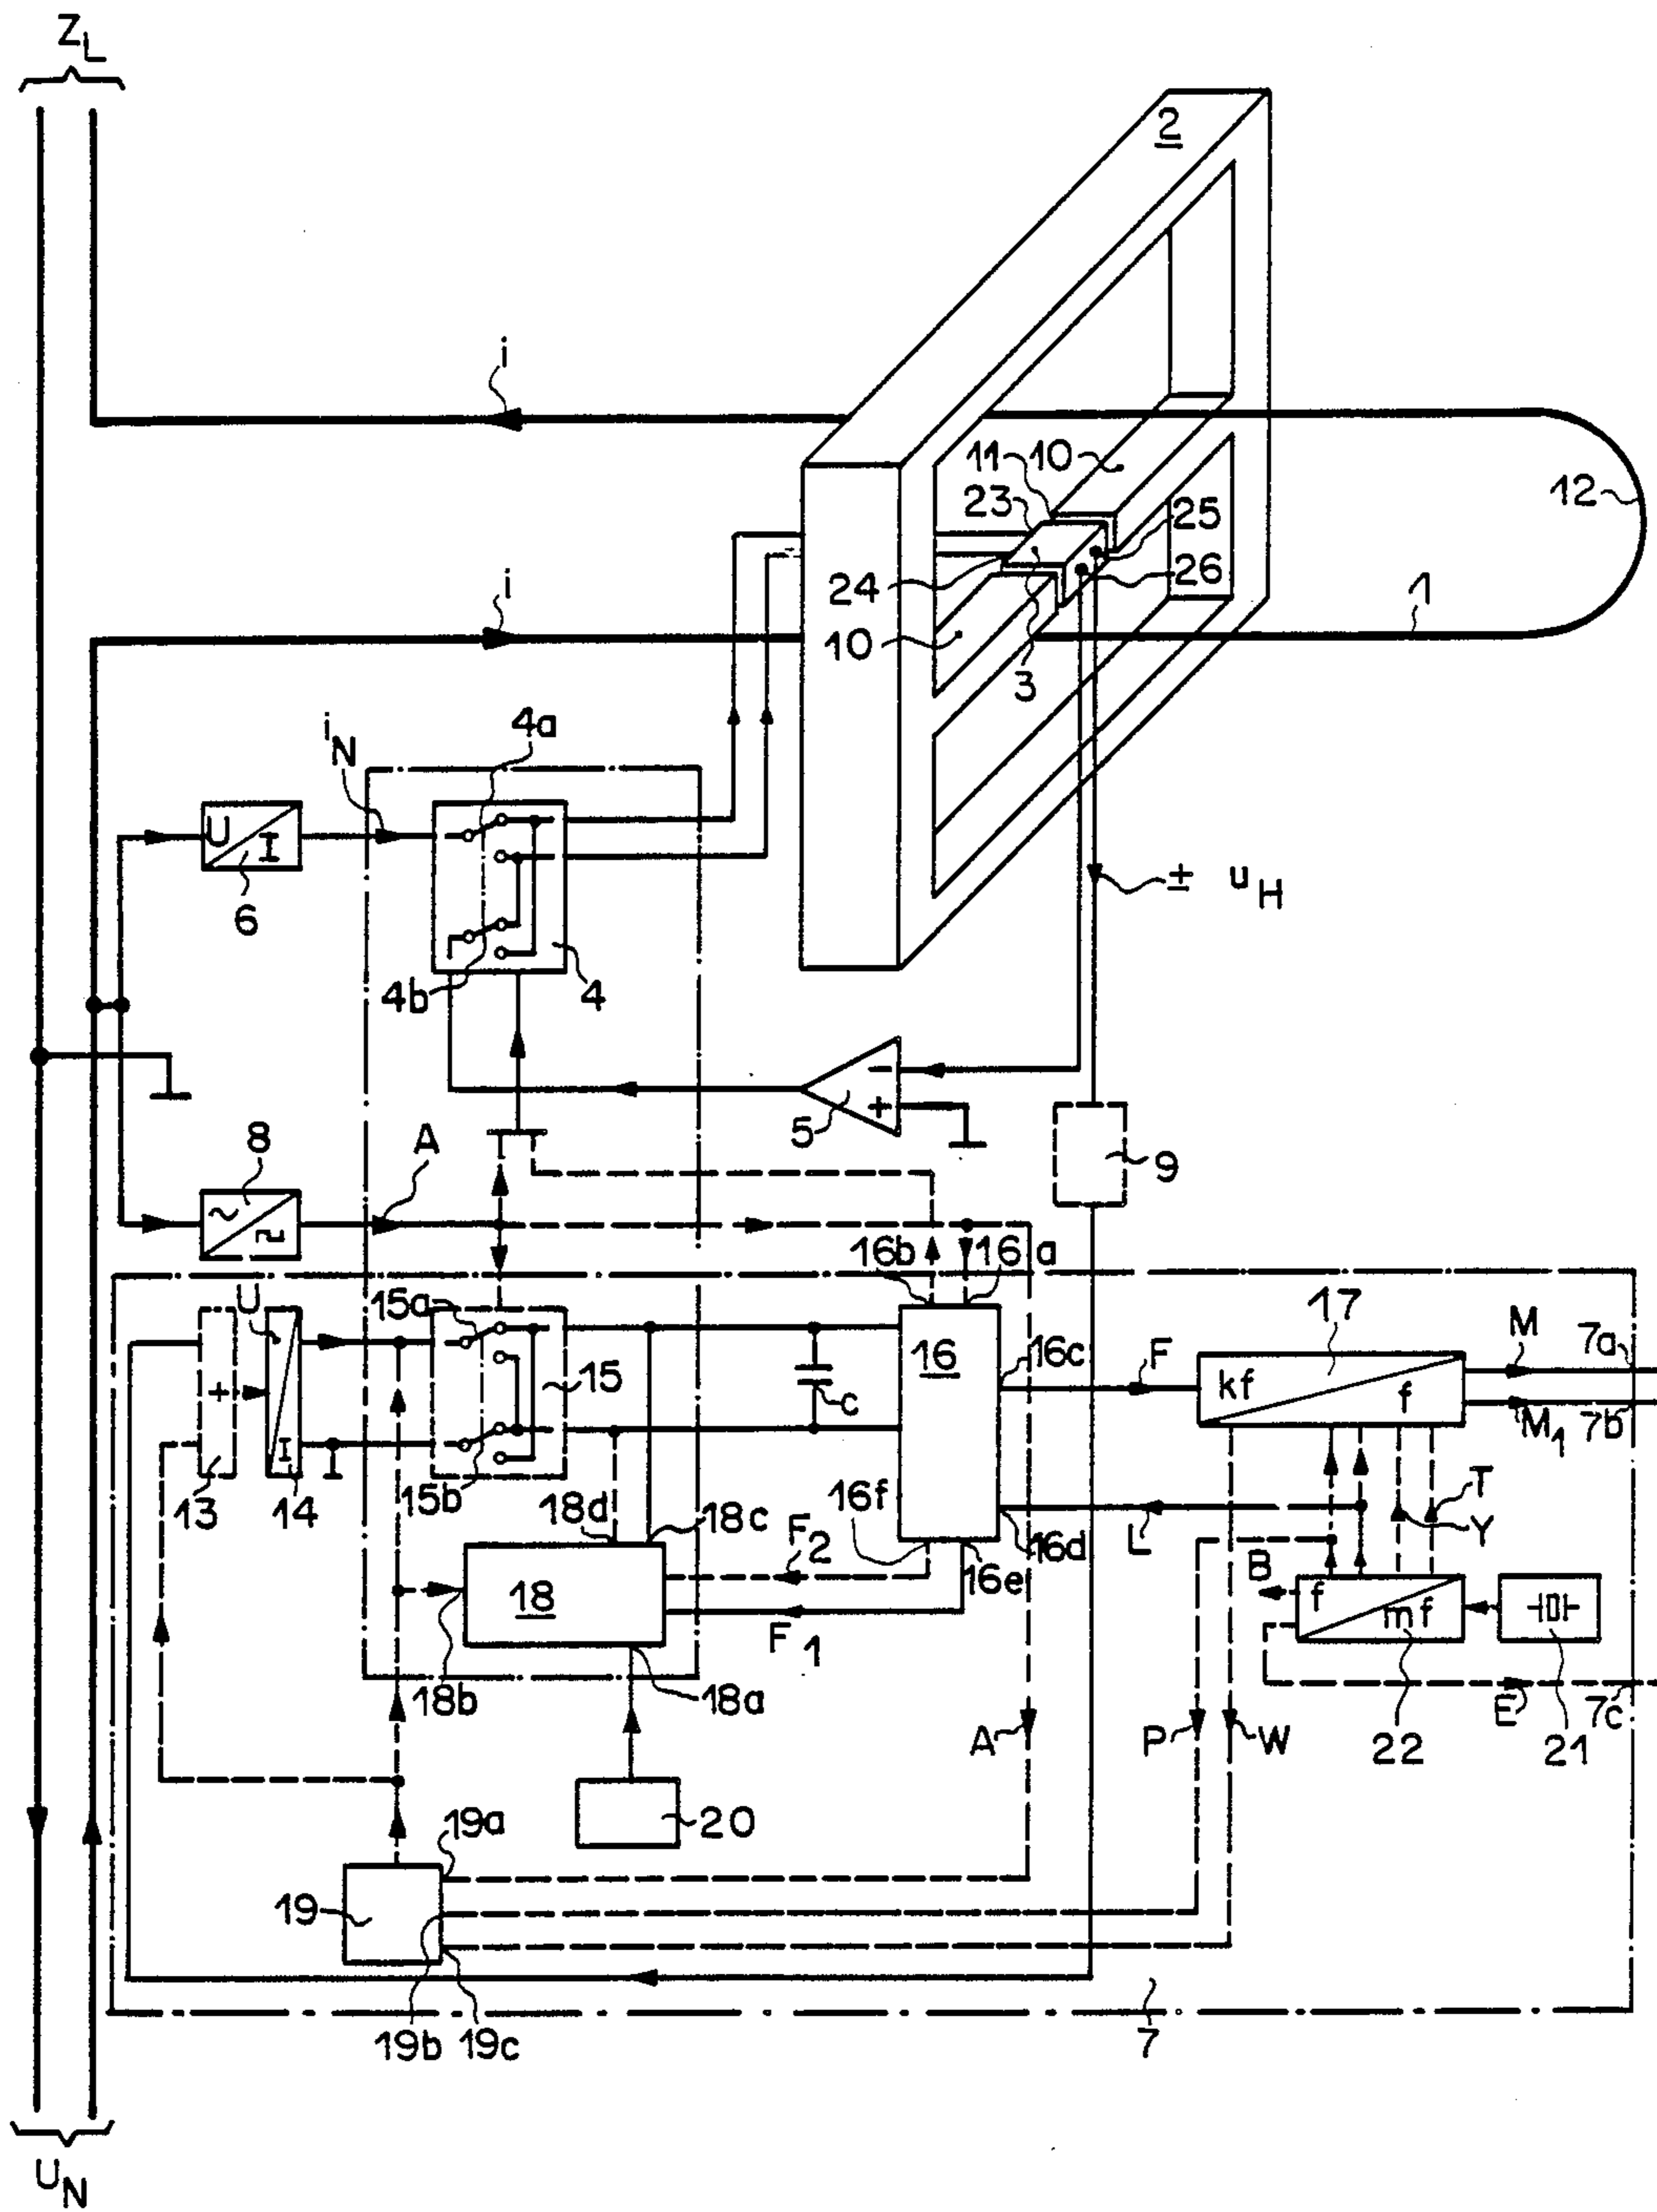 Z_L
2
i
11 10
23
12
25
24
26
i
1
10
3
4a
i_N
U
I
6
± u_H
4b
4
-
+
5
8
A
9
16b
16a
U
15a
17
M
7a
16
16c
F
kf
f
+
15
C
M_1
7b
I
T
13
14
15b
16f
Y
18d
18c
16d
L
F_2
B
16e
18
f
mf
F_1
18b
18a
E
7c
A
P
W
22
21
20
19a
19
19b
19c
7
U_N